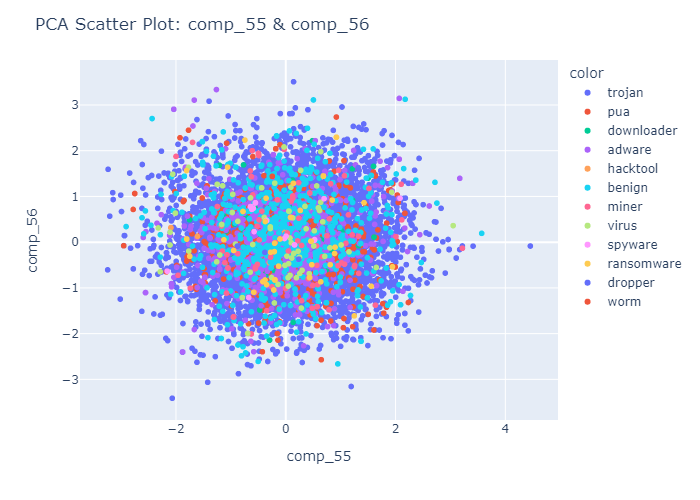 PCA Scatter Plot: comp_55 & comp_56
color
trojan
pua
downloader
adware
hacktool
benign
miner
virus
spyware
ransomware
dropper
worm
comp_56
3
2
1
0
−1
−2
−3
−2
0
2
4
comp_55